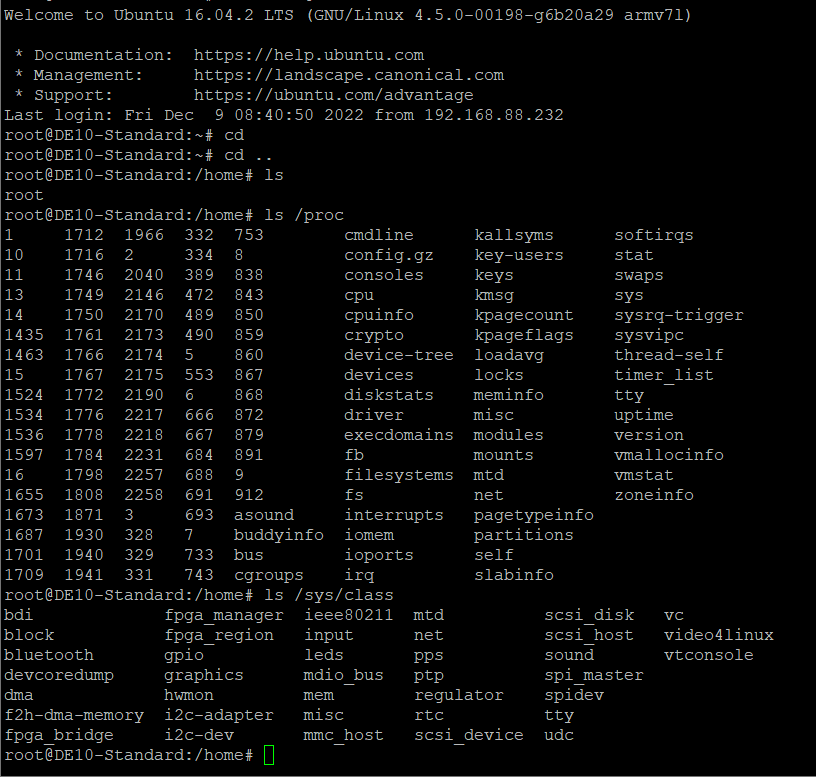 Welcome to Ubuntu 16.04.2 LTS (GNU/Linux 4.5.0-00198-g6b20a29 armv7l)
 * Documentation:  https://help.ubuntu.com
 * Management:     https://landscape.canonical.com
 * Support:        https://ubuntu.com/advantage
Last login: Fri Dec  9 08:40:50 2022 from 192.168.88.232
root@DE10-Standard:~# cd
root@DE10-Standard:~# cd ..
root@DE10-Standard:/home# ls
root
root@DE10-Standard:/home# ls /proc
1     1712  1966  332  753        cmdline      kallsyms     softirqs
10    1716  2     334  8          config.gz    key-users    stat
11    1746  2040  389  838        consoles     keys         swaps
13    1749  2146  472  843        cpu          kmsg         sys
14    1750  2170  489  850        cpuinfo      kpagecount   sysrq-trigger
1435  1761  2173  490  859        crypto       kpageflags   sysvipc
1463  1766  2174  5    860        device-tree  loadavg      thread-self
15    1767  2175  553  867        devices      locks        timer_list
1524  1772  2190  6    868        diskstats    meminfo      tty
1534  1776  2217  666  872        driver       misc         uptime
1536  1778  2218  667  879        execdomains  modules      version
1597  1784  2231  684  891        fb           mounts       vmallocinfo
16    1798  2257  688  9          filesystems  mtd          vmstat
1655  1808  2258  691  912        fs           net          zoneinfo
1673  1871  3     693  asound     interrupts   pagetypeinfo
1687  1930  328   7    buddyinfo  iomem        partitions
1701  1940  329   733  bus        ioports      self
1709  1941  331   743  cgroups    irq          slabinfo
root@DE10-Standard:/home# ls /sys/class
bdi             fpga_manager  ieee80211  mtd          scsi_disk   vc
block           fpga_region   input      net          scsi_host   video4linux
bluetooth       gpio          leds       pps          sound       vtconsole
devcoredump     graphics      mdio_bus   ptp          spi_master
dma             hwmon         mem        regulator    spidev
f2h-dma-memory  i2c-adapter   misc       rtc          tty
fpga_bridge     i2c-dev       mmc_host   scsi_device  udc
root@DE10-Standard:/home#